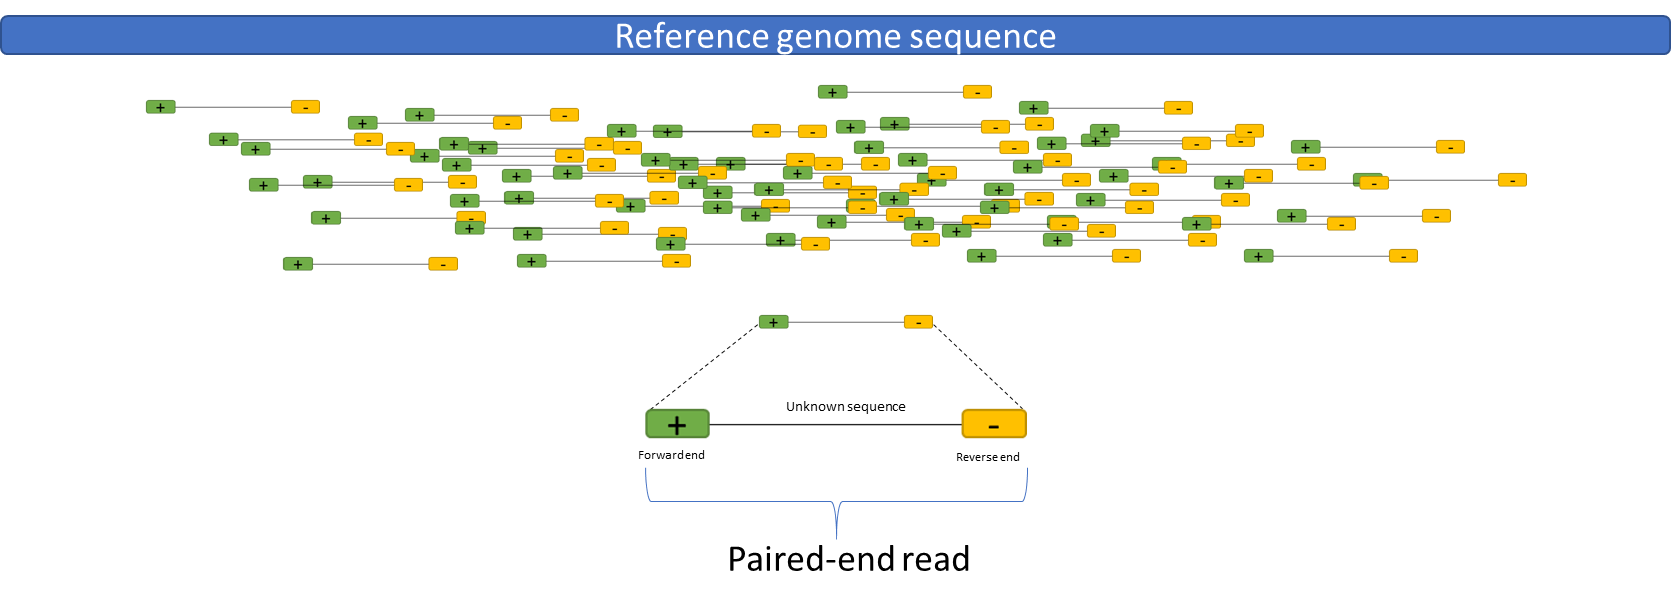 Reference genome sequence
+ -
Unknown sequence
+ -
Forward end Reverse end
Paired-end read